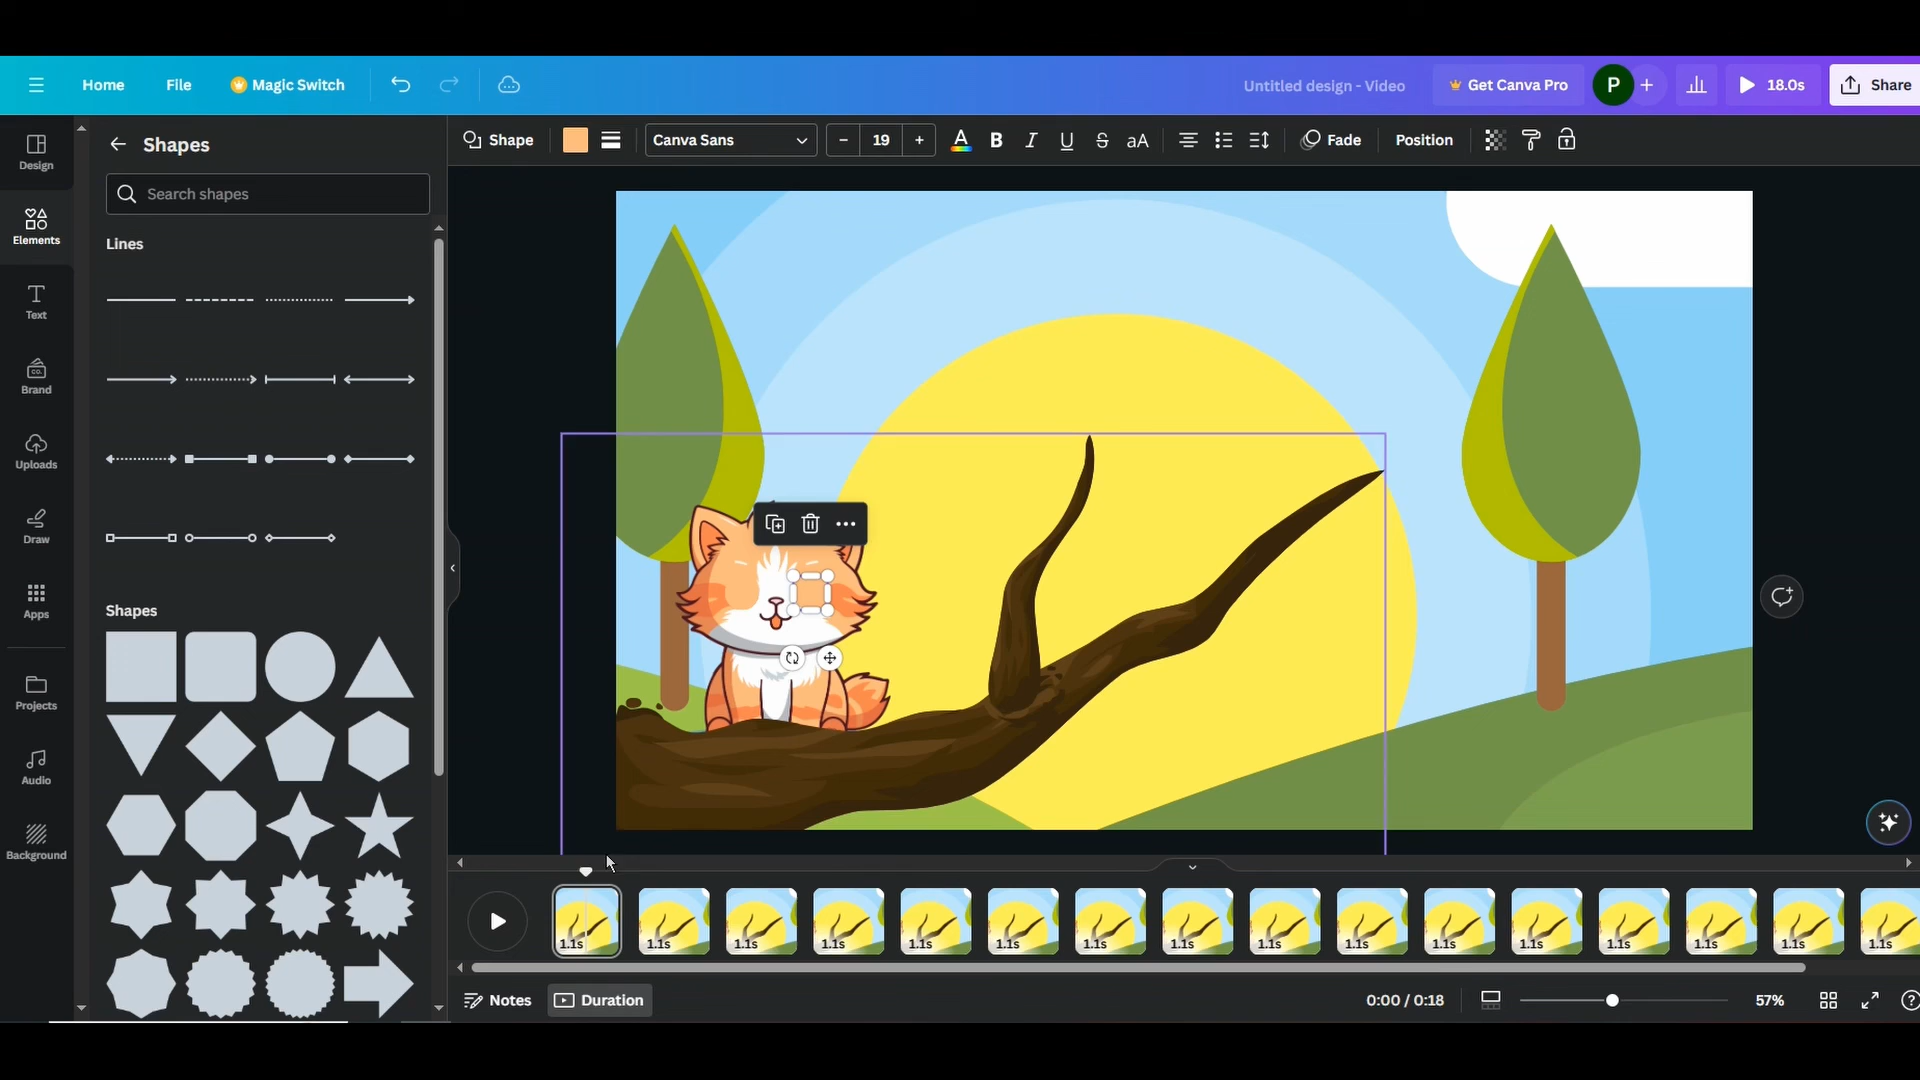 Home File Magic Switch Untitled design - Video Get Canva Pro P + 18.0s Share
Design
Elements
Text
Brand
Uploads
Draw
Apps
Projects
Audio
Background
Shapes
Search shapes
Lines
Shapes
Shape Canva Sans - 19 + A B I U S aA Fade Position
1.1s 1.1s 1.1s 1.1s 1.1s 1.1s 1.1s 1.1s 1.1s 1.1s 1.1s 1.1s 1.1s 1.1s 1.1s 1.1s
Notes Duration 0:00 / 0:18 57% ?